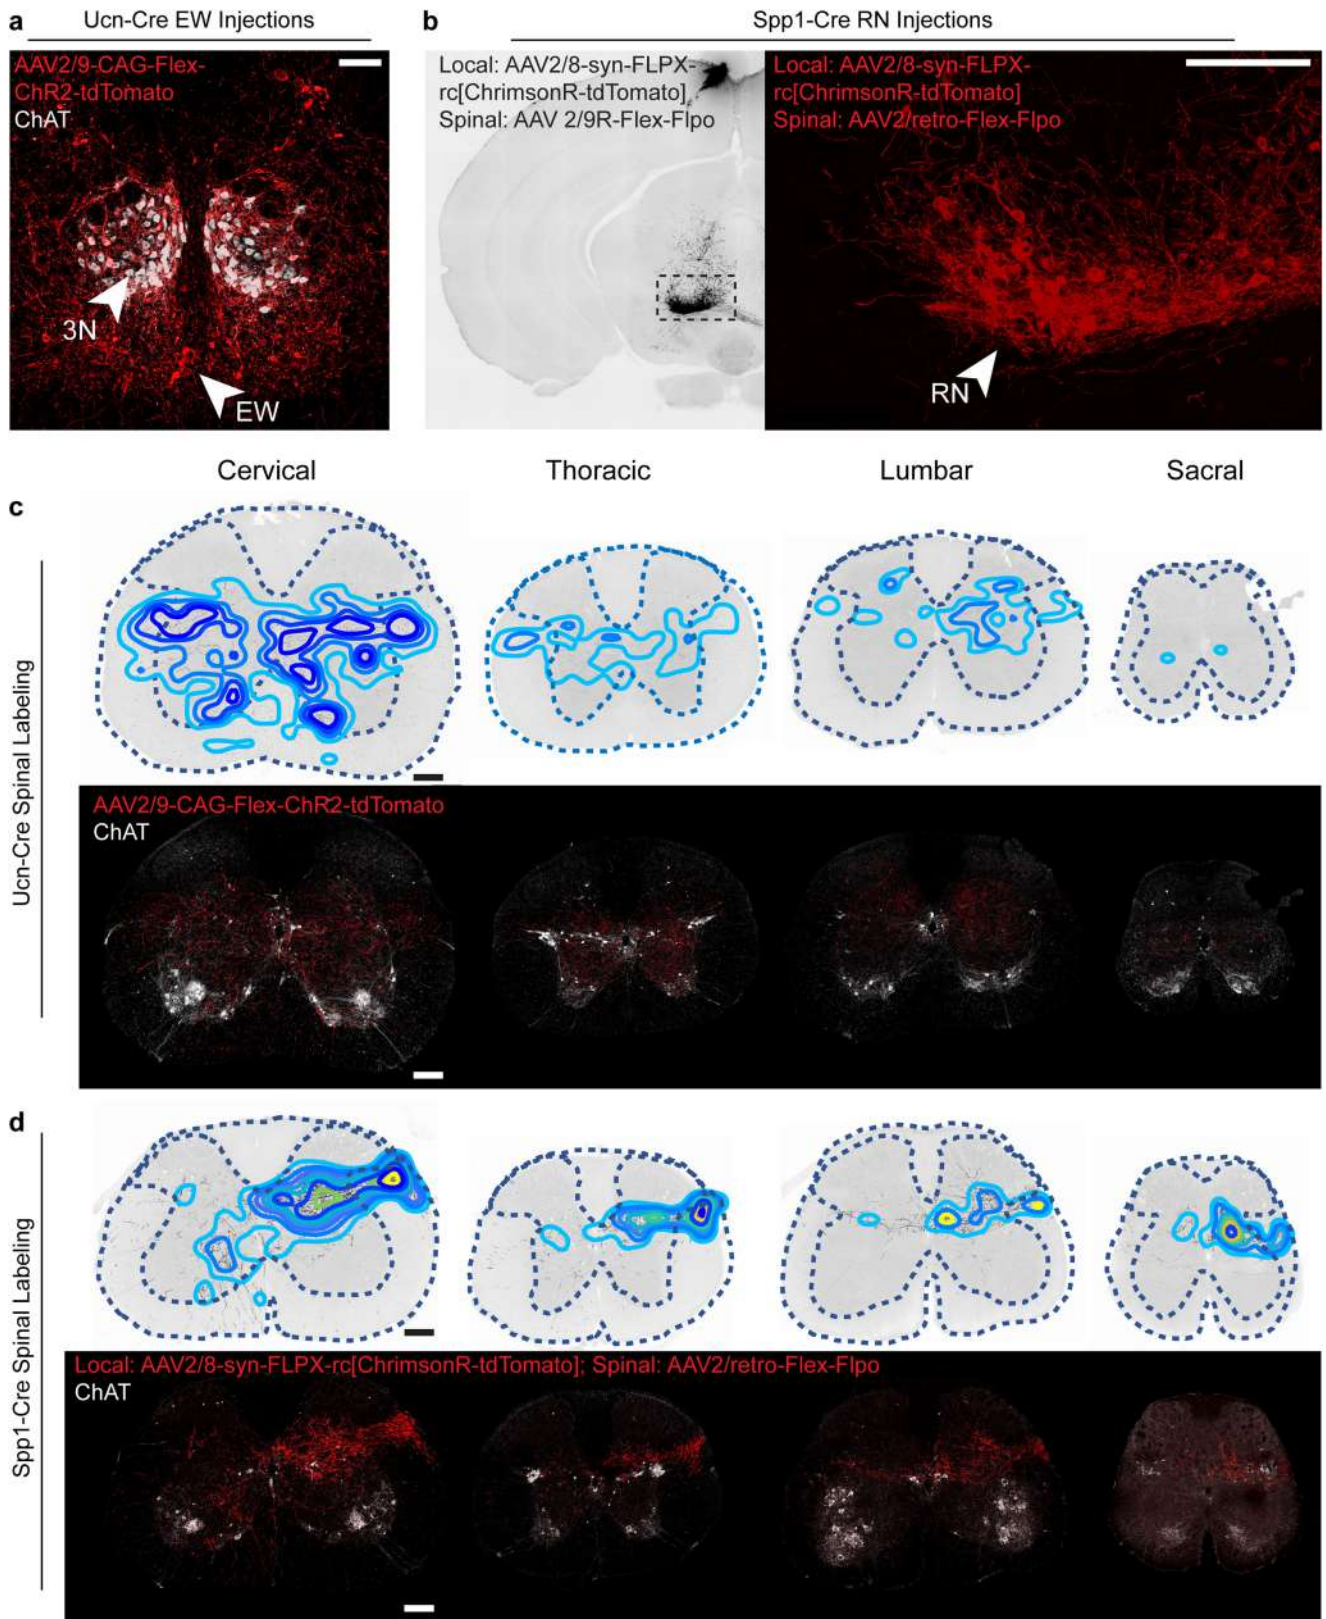 a
Ucn-Cre EW Injections
AAV2/9-CAG-Flex-
ChR2-tdTomato
ChAT
3N
EW
b
Spp1-Cre RN Injections
Local: AAV2/8-syn-FLPX-
rc[ChrimsonR-tdTomato]
Spinal: AAV 2/9R-Flex-Flpo
Local: AAV2/8-syn-FLPX-
rc[ChrimsonR-tdTomato]
Spinal: AAV2/retro-Flex-Flpo
RN
Cervical
Thoracic
Lumbar
Sacral
c
Ucn-Cre Spinal Labeling
AAV2/9-CAG-Flex-ChR2-tdTomato
ChAT
d
Spp1-Cre Spinal Labeling
Local: AAV2/8-syn-FLPX-rc[ChrimsonR-tdTomato]; Spinal: AAV2/retro-Flex-Flpo
ChAT